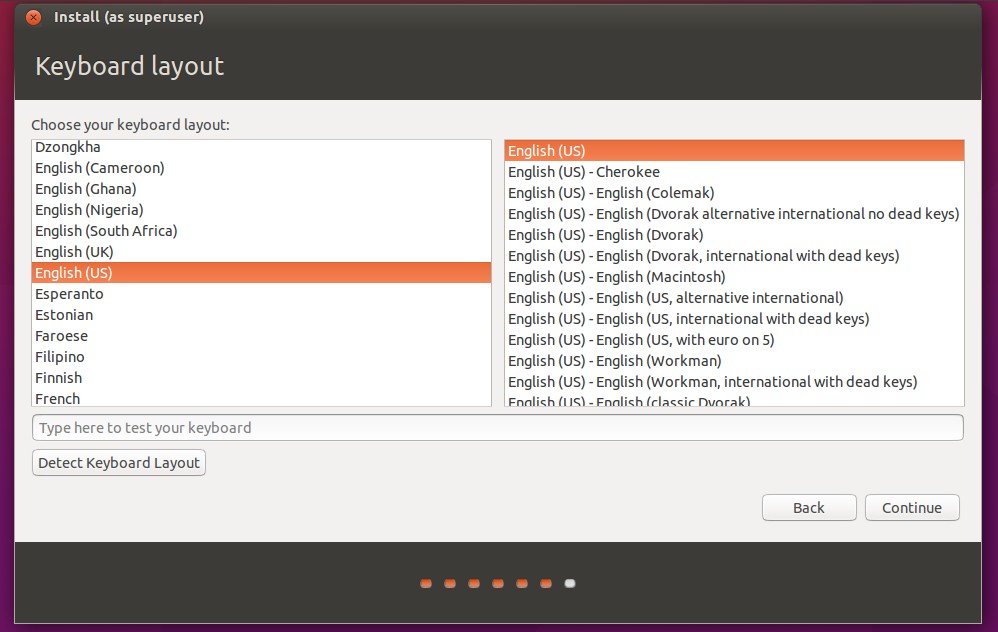 Install (as superuser)
Keyboard layout
Choose your keyboard layout:
Dzongkha
English (Cameroon)
English (Ghana)
English (Nigeria)
English (South Africa)
English (UK)
English (US)
Esperanto
Estonian
Faroese
Filipino
Finnish
French
English (US)
English (US) - Cherokee
English (US) - English (Colemak)
English (US) - English (Dvorak alternative international no dead keys)
English (US) - English (Dvorak)
English (US) - English (Dvorak, international with dead keys)
English (US) - English (Macintosh)
English (US) - English (US, alternative international)
English (US) - English (US, international with dead keys)
English (US) - English (US, with euro on 5)
English (US) - English (Workman)
English (US) - English (Workman, international with dead keys)
English (US) - English (classic Dvorak)
Type here to test your keyboard
Detect Keyboard Layout
Back
Continue